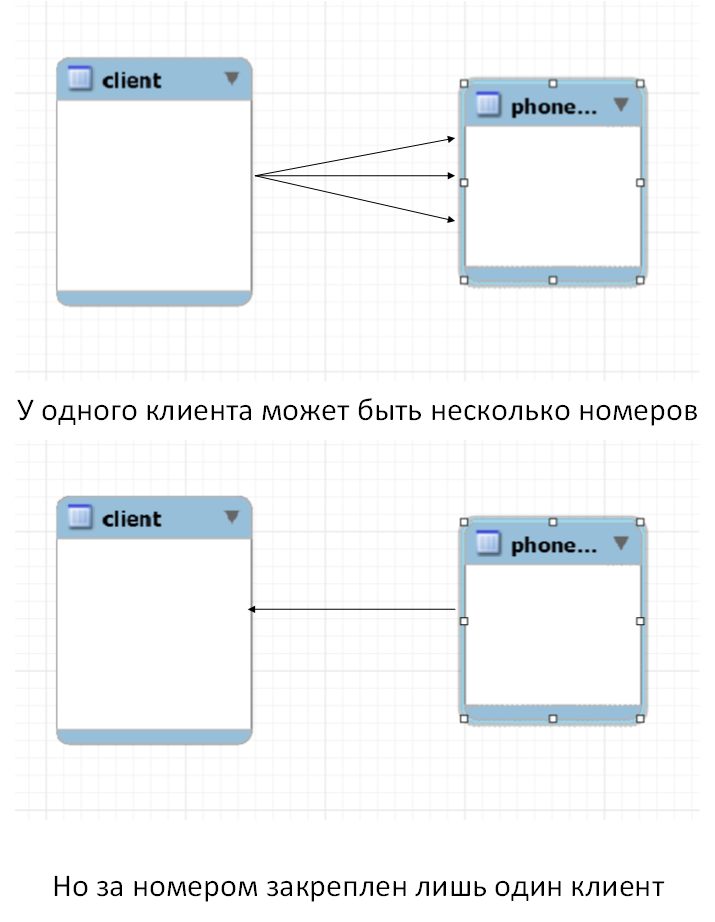 client
phone...
У одного клиента может быть несколько номеров
client
phone...
Но за номером закреплен лишь один клиент